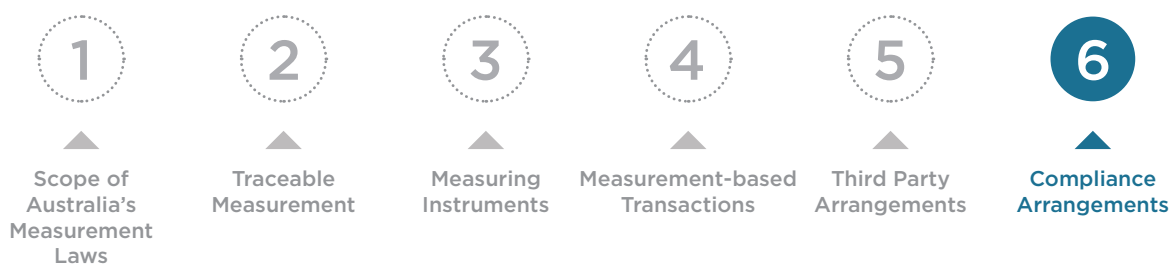 1
2
3
4
5
6
Scope of
Australia's
Measurement
Laws
Traceable
Measurement
Measuring
Instruments
Measurement-based
Transactions
Third Party
Arrangements
Compliance
Arrangements